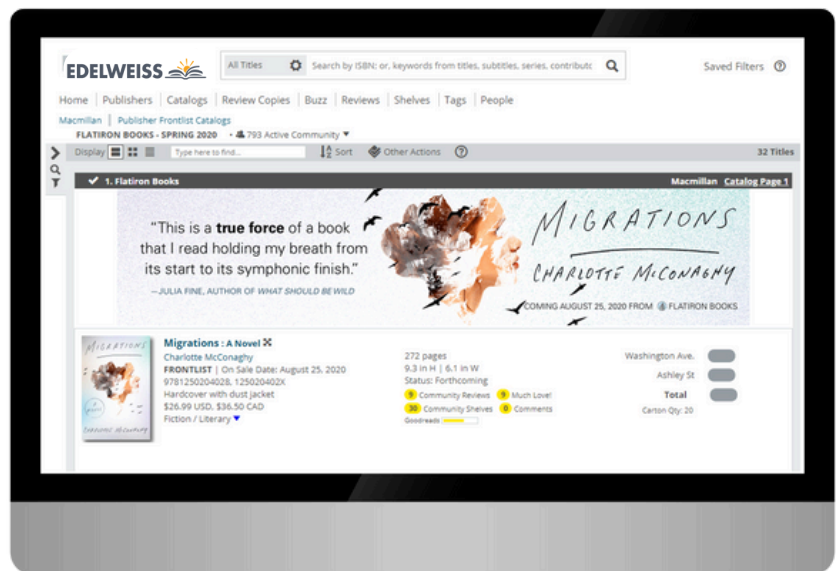 EDELWEISS
All Titles
Search by ISBN: or, keywords from titles, subtitles, series, contributo
Saved Filters
Home | Publishers | Catalogs | Review Copies | Buzz | Reviews | Shelves | Tags | People
Macmillan | Publisher Frontlist Catalogs
FLATIRON BOOKS - SPRING 2020 • 793 Active Community ▼
Display
Type here to find...
Sort
Other Actions
32 Titles
✔ 1. Flatiron Books
Macmillan Catalog Page 1
"This is a true force of a book
that I read holding my breath from
its start to its symphonic finish."
—JULIA FINE, AUTHOR OF WHAT SHOULD BE WILD
MIGRATIONS
CHARLOTTE McCONAGHY
COMING AUGUST 25, 2020 FROM FLATIRON BOOKS
MIGRATIONS
CHARLOTTE McCONAGHY
Migrations : A Novel
Charlotte McConaghy
FRONTLIST | On Sale Date: August 25, 2020
9781250204028, 125020402X
Hardcover with dust jacket
$26.99 USD, $36.50 CAD
Fiction / Literary ▼
272 pages
9.3 in H | 6.1 in W
Status: Forthcoming
9 Community Reviews 9 Much Love!
30 Community Shelves 0 Comments
Goodreads
Washington Ave.
Ashley St
Total
Carton Qty: 20